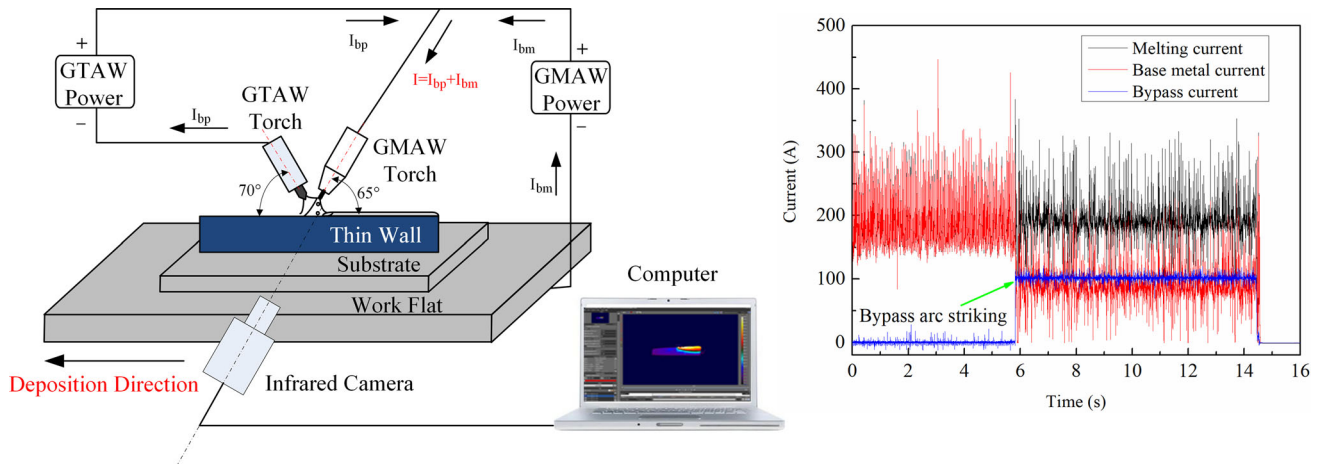 +
GTAW
Power
−
I_bp
I_bp
GTAW
Torch
I_bm
I=I_bp+I_bm
+
GMAW
Power
−
GMAW
Torch
I_bm
70°
65°
Thin Wall
Substrate
Work Flat
Deposition Direction
Infrared Camera
Computer
Current (A)
500
400
300
200
100
0
Melting current
Base metal current
Bypass current
Bypass arc striking
0 2 4 6 8 10 12 14 16
Time (s)